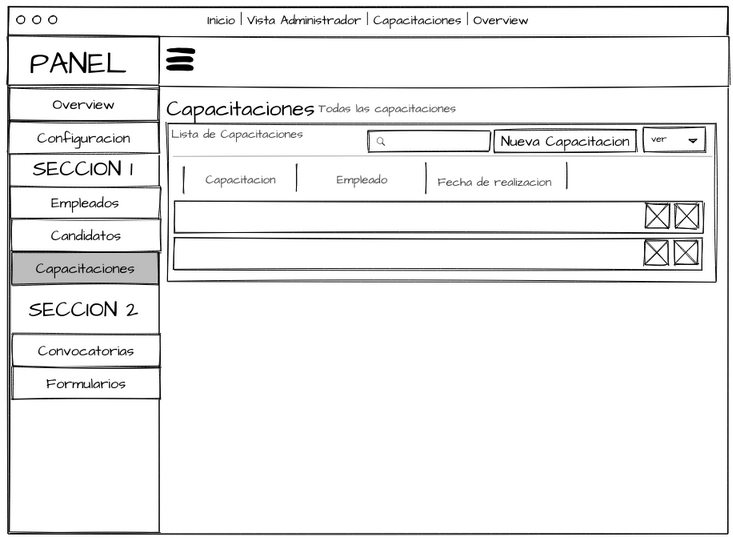 Inicio | Vista Administrador | Capacitaciones | Overview
PANEL
Overview
Configuracion
SECCION 1
Empleados
Candidatos
Capacitaciones
SECCION 2
Convocatorias
Formularios
Capacitaciones Todas las capacitaciones
Lista de Capacitaciones
Nueva Capacitacion
ver
Capacitacion
Empleado
Fecha de realizacion